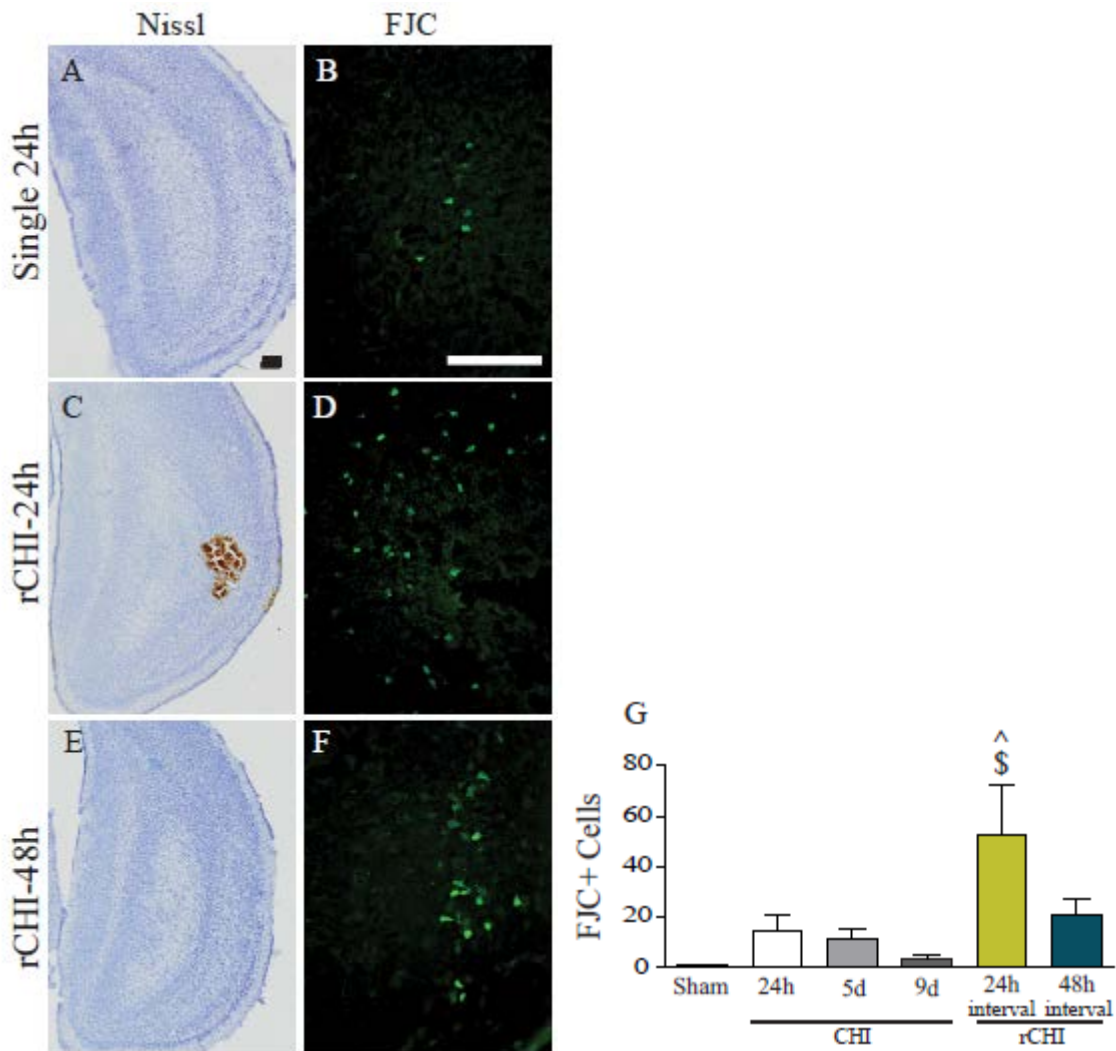 Nissl FJC
Single 24h
A B
rCHI-24h
C D
rCHI-48h
E F
G
^
$
FJC+ Cells
80
60
40
20
0
Sham 24h 5d 9d 24h interval 48h interval
CHI rCHI